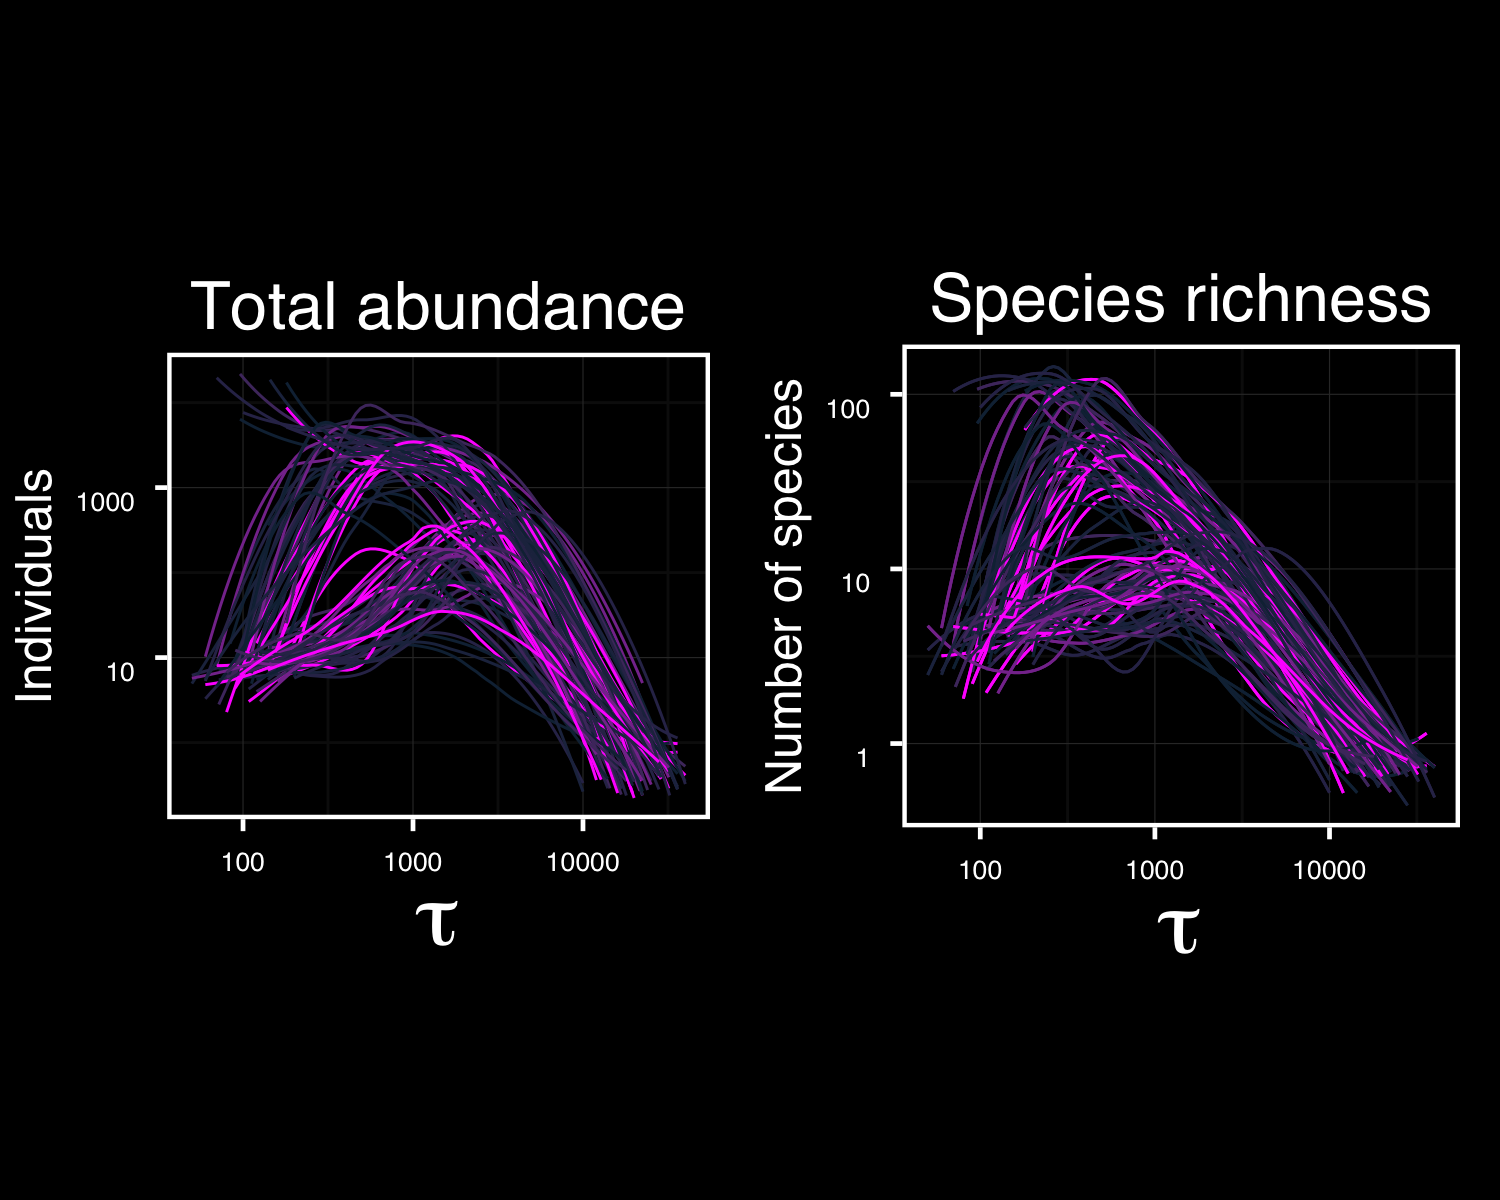 Total abundance
Individuals
1000
10
100 1000 10000
τ
Species richness
Number of species
100
10
1
100 1000 10000
τ